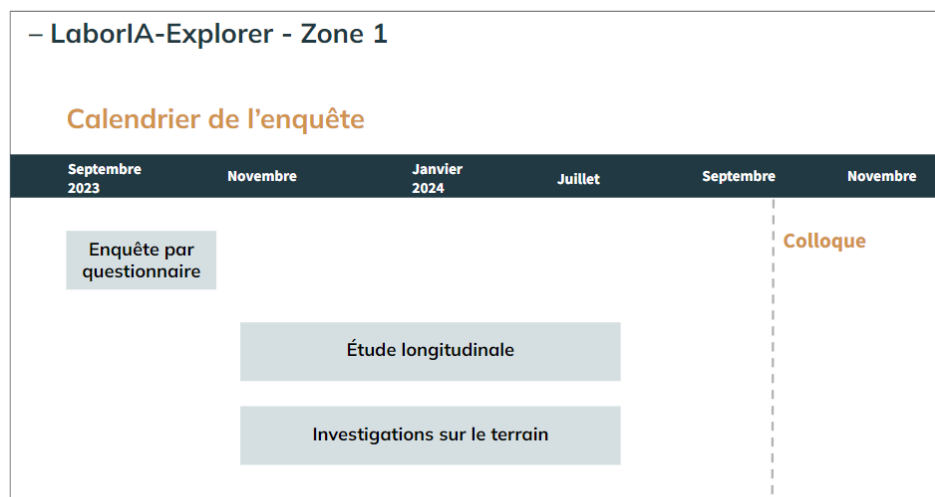 – LaborIA-Explorer - Zone 1
Calendrier de l’enquête
Septembre
2023
Novembre
Janvier
2024
Juillet
Septembre
Novembre
Colloque
Enquête par
questionnaire
Étude longitudinale
Investigations sur le terrain